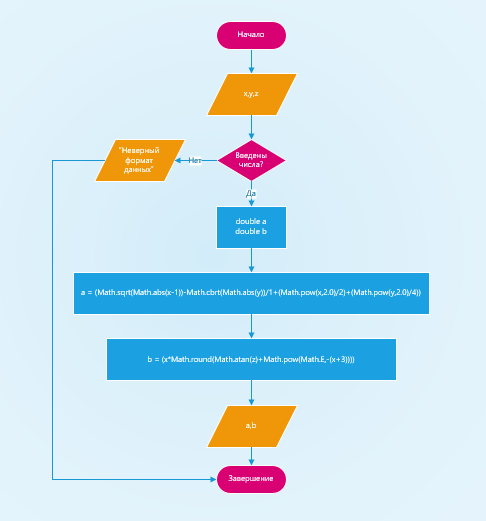 Начало
x,y,z
"Неверный
формат
данных"
Нет
Введены
числа?
Да
double a
double b
a = (Math.sqrt(Math.abs(x-1))-Math.cbrt(Math.abs(y))/1+(Math.pow(x,2.0)/2)+(Math.pow(y,2.0)/4))
b = (x*Math.round(Math.atan(z)+Math.pow(Math.E,-(x+3))))
a,b
Завершение